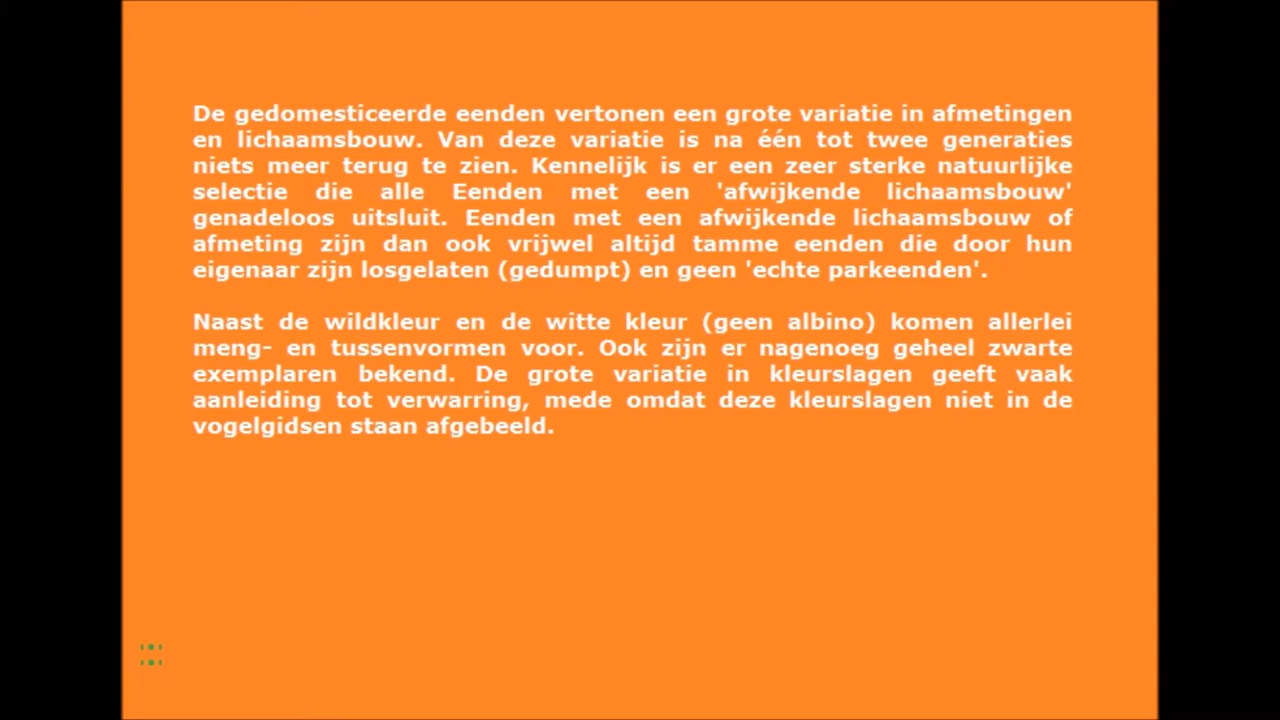 De gedomesticeerde eenden vertonen een grote variatie in afmetingen
en lichaamsbouw. Van deze variatie is na één tot twee generaties
niets meer terug te zien. Kennelijk is er een zeer sterke natuurlijke
selectie die alle Eenden met een 'afwijkende lichaamsbouw'
genadeloos uitsluit. Eenden met een afwijkende lichaamsbouw of
afmeting zijn dan ook vrijwel altijd tamme eenden die door hun
eigenaar zijn losgelaten (gedumpt) en geen 'echte parkeenden'.
Naast de wildkleur en de witte kleur (geen albino) komen allerlei
meng- en tussenvormen voor. Ook zijn er nagenoeg geheel zwarte
exemplaren bekend. De grote variatie in kleurslagen geeft vaak
aanleiding tot verwarring, mede omdat deze kleurslagen niet in de
vogelgidsen staan afgebeeld.